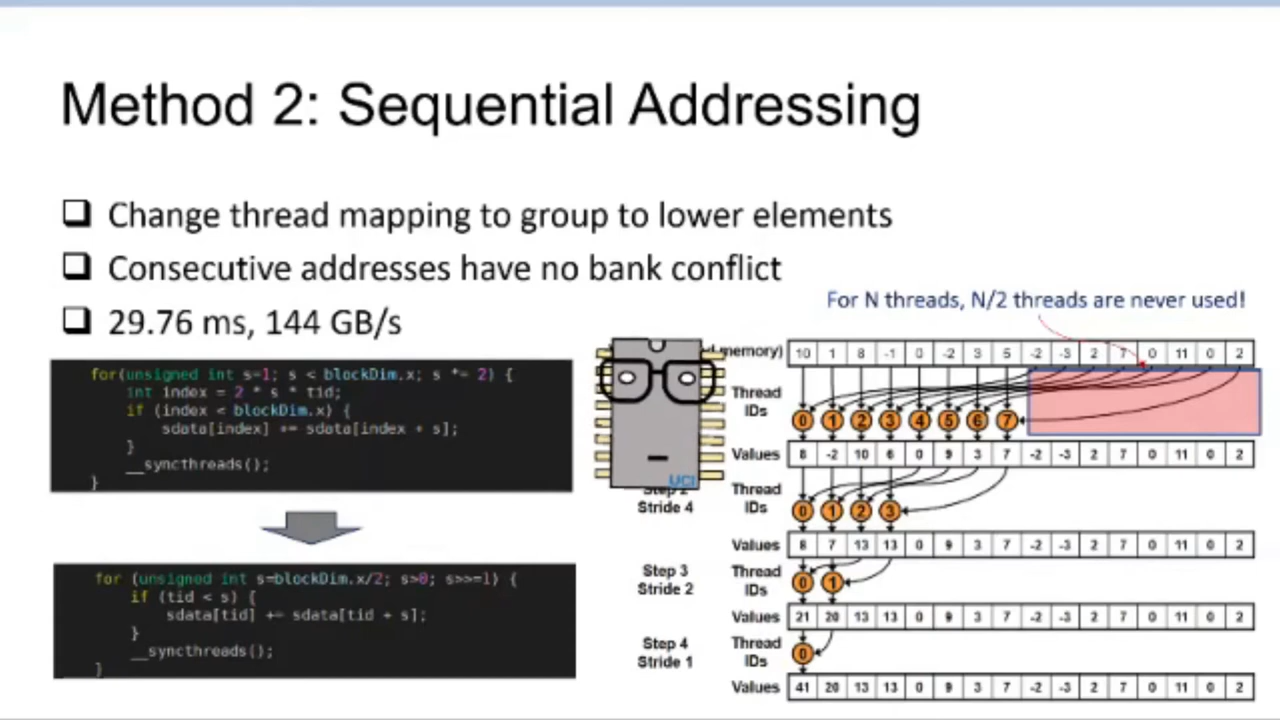 Method 2: Sequential Addressing
❑ Change thread mapping to group to lower elements
❑ Consecutive addresses have no bank conflict
❑ 29.76 ms, 144 GB/s
for(unsigned int s=1; s < blockDim.x; s *= 2) {
int index = 2 * s * tid;
if (index < blockDim.x) {
sdata[index] += sdata[index + s];
}
__syncthreads();
}
for (unsigned int s=blockDim.x/2; s>0; s>>=1) {
if (tid < s) {
sdata[tid] += sdata[tid + s];
}
__syncthreads();
}
For N threads, N/2 threads are never used!
memory) 10 1 8 -1 0 -2 3 5 -2 -3 2 7 0 11 0 2
Thread
IDs
0 1 2 3 4 5 6 7
Values 8 -2 10 6 0 9 3 7 -2 -3 2 7 0 11 0 2
UCI
Step 2
Stride 4
Thread
IDs
0 1 2 3
Values 8 7 13 13 0 9 3 7 -2 -3 2 7 0 11 0 2
Step 3
Stride 2
Thread
IDs
0 1
Values 21 20 13 13 0 9 3 7 -2 -3 2 7 0 11 0 2
Step 4
Stride 1
Thread
IDs
0
Values 41 20 13 13 0 9 3 7 -2 -3 2 7 0 11 0 2